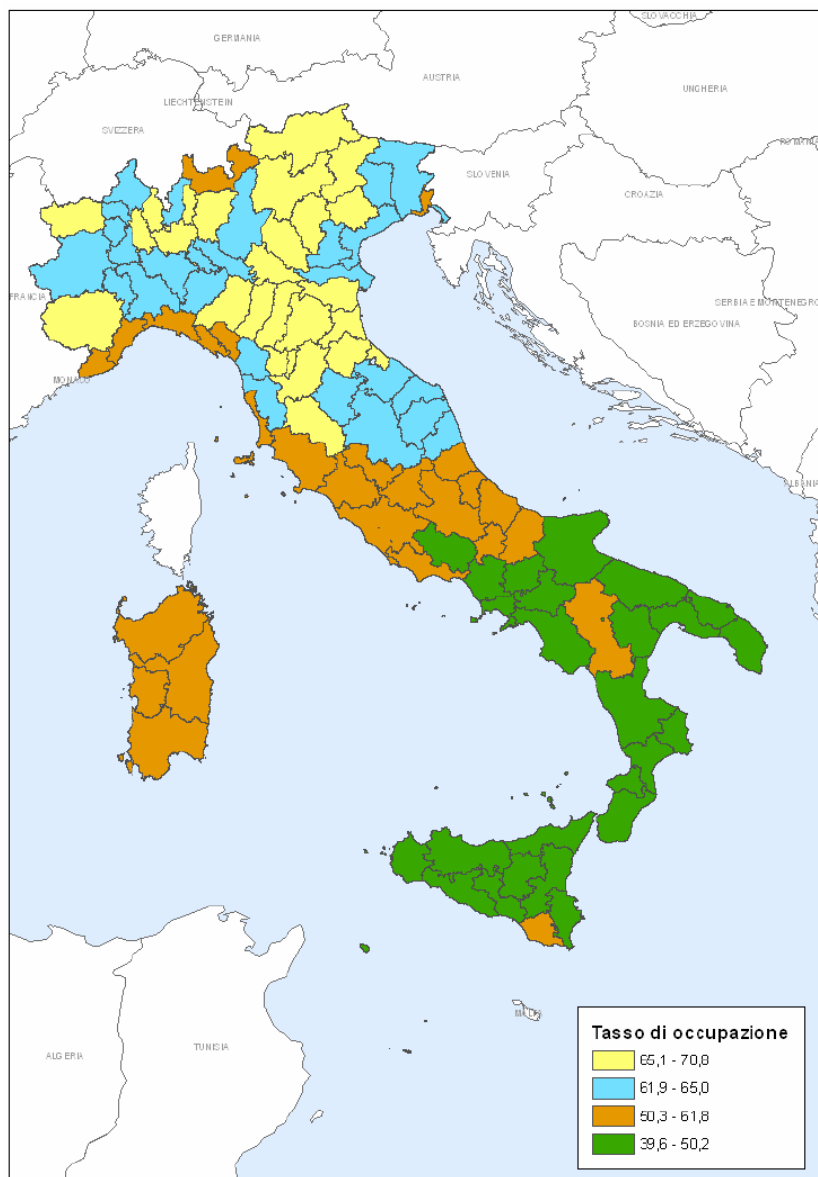 SLOVACCHIA
GERMANIA
AUSTRIA
UNGHERIA
LIECHTENSTEIN
SVIZZERA
ROMANIA
SLOVENIA
CROAZIA
FRANCIA
SERBIA E MONTENEGRO
BOSNIA ED ERZEGOVINA
MONACO
ALBANIA
MALTA
ALGERIA
TUNISIA
Tasso di occupazione
65,1 - 70,8
61,9 - 65,0
50,3 - 61,8
39,6 - 50,2